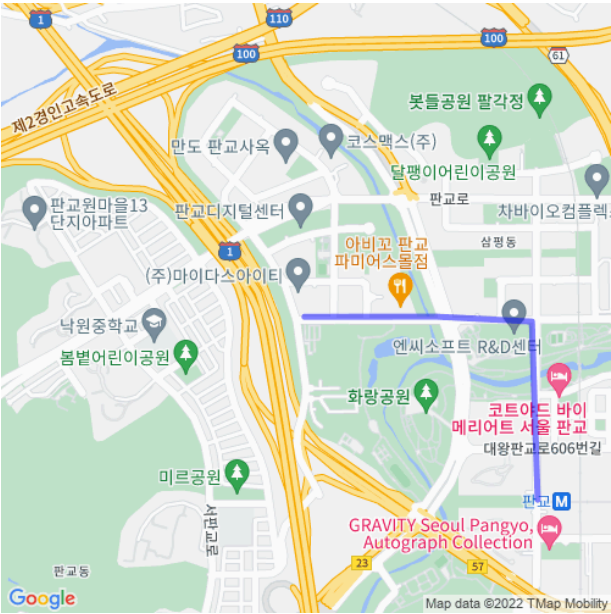 1
110
100
100
61
제2경인고속도로
봇들공원 팔각정
만도 판교사옥
코스맥스(주)
달팽이어린이공원
판교원마을13
단지아파트
판교디지털센터
판교로
차바이오컴플렉스
1
아비꼬 판교
파미어스몰점
삼평동
(주)마이다스아이티
낙원중학교
엔씨소프트 R&D센터
봄볕어린이공원
화랑공원
코트야드 바이
메리어트 서울 판교
대왕판교로606번길
미르공원
서판교로
판교
M
GRAVITY Seoul Pangyo,
Autograph Collection
판교동
23
57
Google
Map data ©2022 TMap Mobility